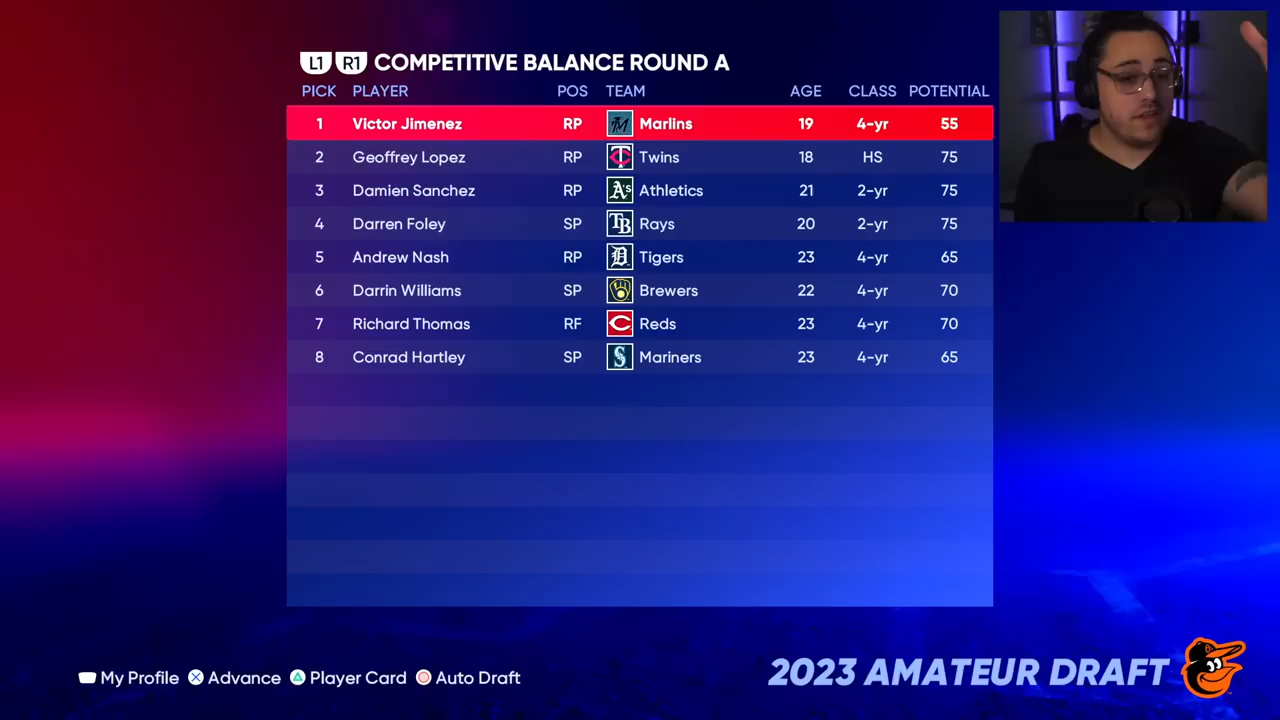 L1 R1 COMPETITIVE BALANCE ROUND A
PICK PLAYER POS TEAM AGE CLASS POTENTIAL
1 Victor Jimenez RP M Marlins 19 4-yr 55
2 Geoffrey Lopez RP TC Twins 18 HS 75
3 Damien Sanchez RP A's Athletics 21 2-yr 75
4 Darren Foley SP TB Rays 20 2-yr 75
5 Andrew Nash RP D Tigers 23 4-yr 65
6 Darrin Williams SP Brewers 22 4-yr 70
7 Richard Thomas RF C Reds 23 4-yr 70
8 Conrad Hartley SP S Mariners 23 4-yr 65
My Profile Advance Player Card Auto Draft
2023 AMATEUR DRAFT